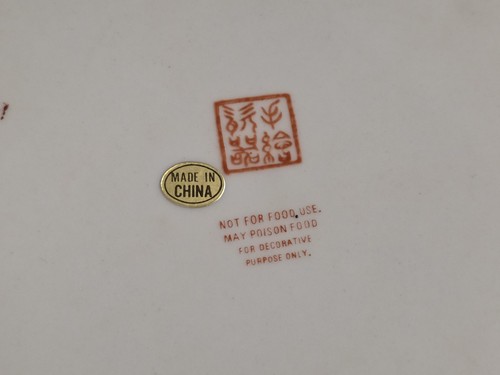 MADE IN
CHINA
NOT FOR FOOD USE.
MAY POISON FOOD
FOR DECORATIVE
PURPOSE ONLY.